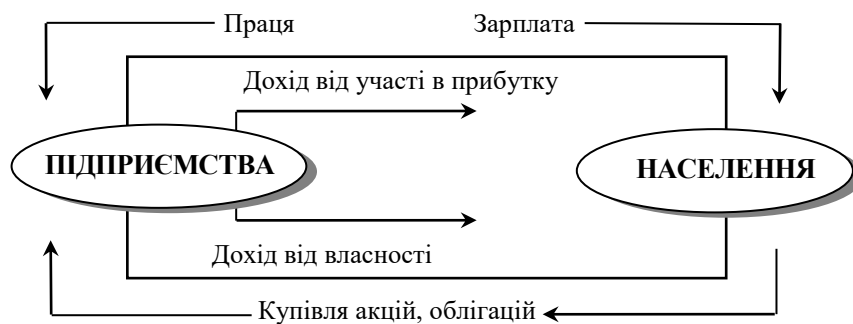 Праця
Зарплата
Дохід від участі в прибутку
ПІДПРИЄМСТВА
НАСЕЛЕННЯ
Дохід від власності
Купівля акцій, облігацій